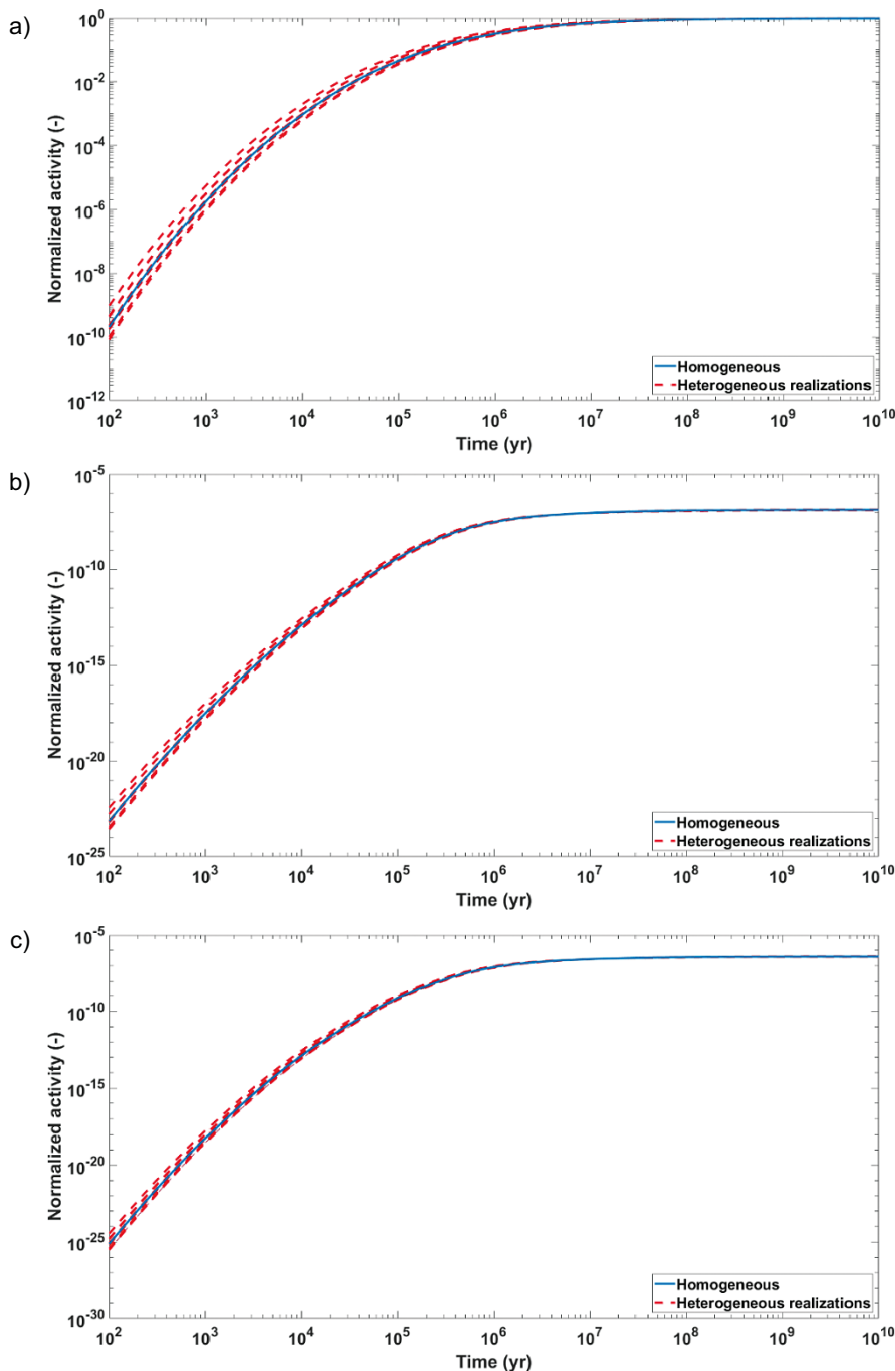 a)
10^0
10^-2
10^-4
10^-6
10^-8
10^-10
10^-12
Normalized activity (-)
Homogeneous
Heterogeneous realizations
10^2 10^3 10^4 10^5 10^6 10^7 10^8 10^9 10^10
Time (yr)
b)
10^-5
10^-10
10^-15
10^-20
10^-25
Normalized activity (-)
Homogeneous
Heterogeneous realizations
10^2 10^3 10^4 10^5 10^6 10^7 10^8 10^9 10^10
Time (yr)
c)
10^-5
10^-10
10^-15
10^-20
10^-25
10^-30
Normalized activity (-)
Homogeneous
Heterogeneous realizations
10^2 10^3 10^4 10^5 10^6 10^7 10^8 10^9 10^10
Time (yr)